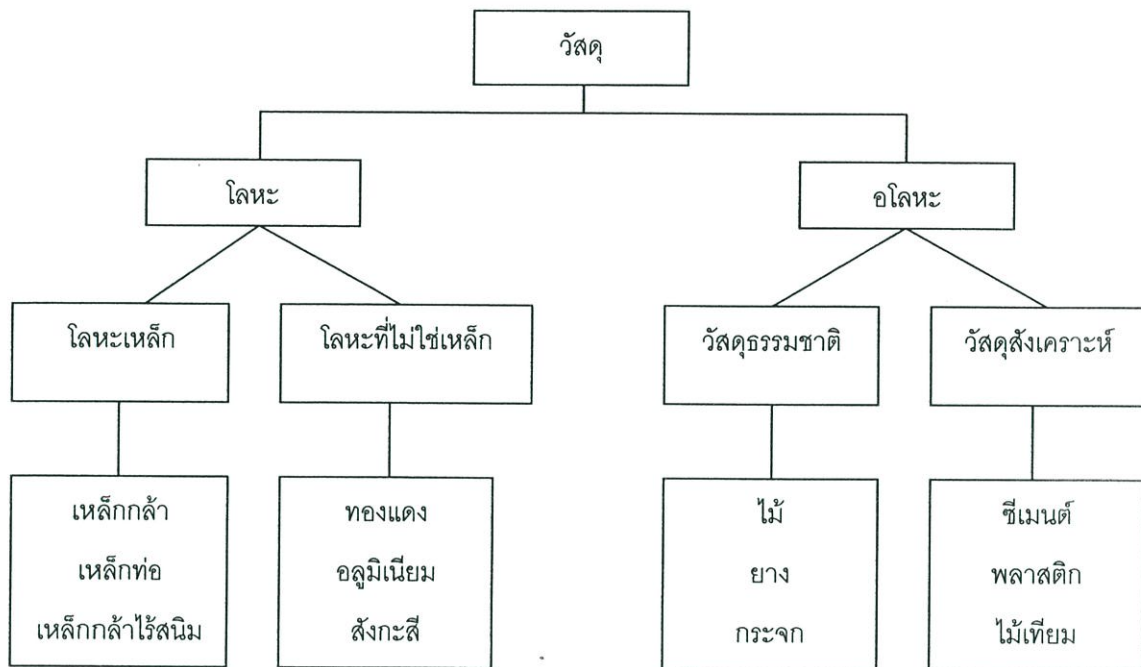 วัสดุ
โลหะ
อโลหะ
โลหะเหล็ก
โลหะที่ไม่ใช่เหล็ก
วัสดุธรรมชาติ
วัสดุสังเคราะห์
เหล็กกล้า
เหล็กท่อ
เหล็กกล้าไร้สนิม
ทองแดง
อลูมิเนียม
สังกะสี
ไม้
ยาง
กระจก
ซีเมนต์
พลาสติก
ไม้เทียม